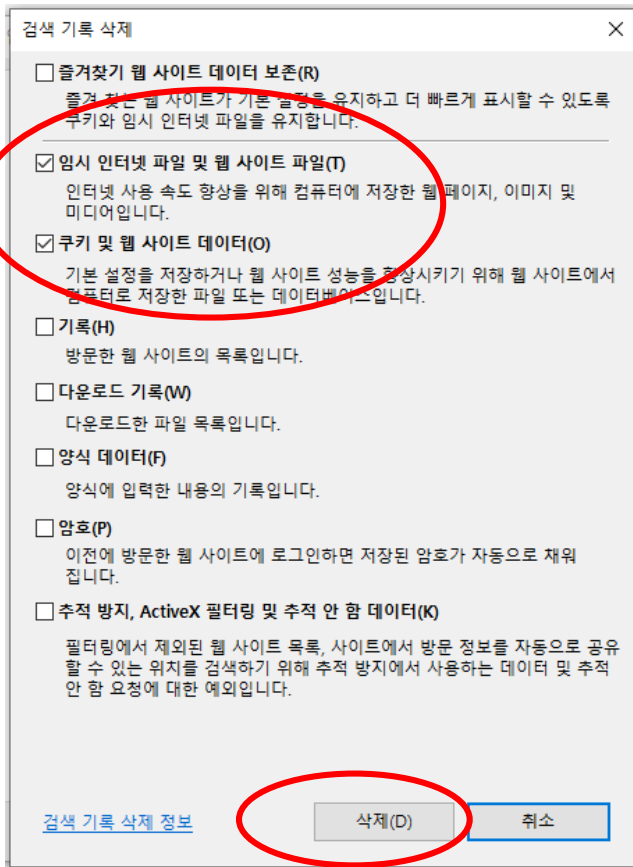 검색 기록 삭제
즐겨찾기 웹 사이트 데이터 보존(R)
즐겨 찾는 웹 사이트가 기본 설정을 유지하고 더 빠르게 표시할 수 있도록
쿠키와 임시 인터넷 파일을 유지합니다.
임시 인터넷 파일 및 웹 사이트 파일(T)
인터넷 사용 속도 향상을 위해 컴퓨터에 저장한 웹 페이지, 이미지 및
미디어입니다.
쿠키 및 웹 사이트 데이터(O)
기본 설정을 저장하거나 웹 사이트 성능을 향상시키기 위해 웹 사이트에서
컴퓨터로 저장한 파일 또는 데이터베이스입니다.
기록(H)
방문한 웹 사이트의 목록입니다.
다운로드 기록(W)
다운로드한 파일 목록입니다.
양식 데이터(F)
양식에 입력한 내용의 기록입니다.
암호(P)
이전에 방문한 웹 사이트에 로그인하면 저장된 암호가 자동으로 채워
집니다.
추적 방지, ActiveX 필터링 및 추적 안 함 데이터(K)
필터링에서 제외된 웹 사이트 목록, 사이트에서 방문 정보를 자동으로 공유
할 수 있는 위치를 검색하기 위해 추적 방지에서 사용하는 데이터 및 추적
안 함 요청에 대한 예외입니다.
검색 기록 삭제 정보
삭제(D)
취소